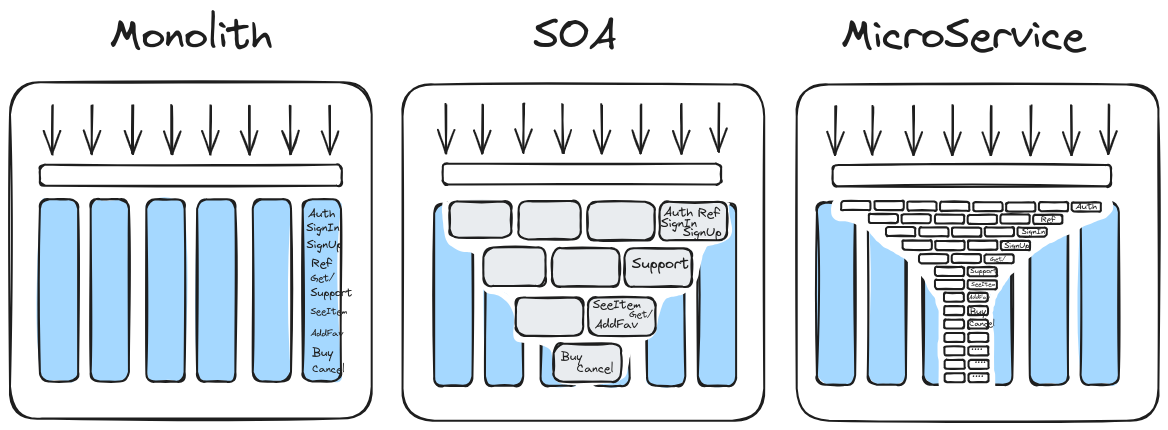 Monolith
SOA
MicroService
Auth
SignIn
SignUp
Ref
Get/
Support
SeeItem
AddFav
Buy
Cancel
Auth Ref
SignIn
SignUp
Support
SeeItem
Get/
AddFav
Buy
Cancel
Auth
Ref
SignIn
SignUp
Get/
Support
SeeItem
AddFav
Buy
Cancel
....
....